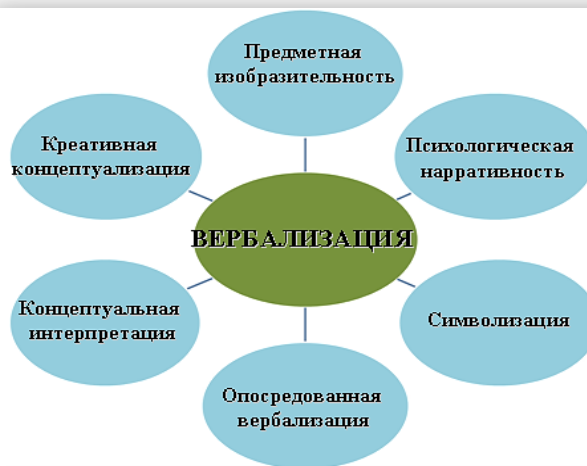 Предметная
изобразительность
Креативная
концептуализация
Психологическая
нарративность
ВЕРБАЛИЗАЦИЯ
Концептуальная
интерпретация
Символизация
Опосредованная
вербализация